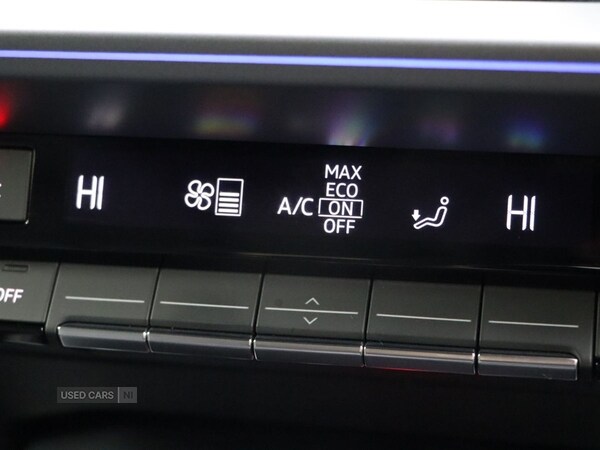 MAX
ECO
HI A/C ON HI
OFF
OFF
USED CARS NI